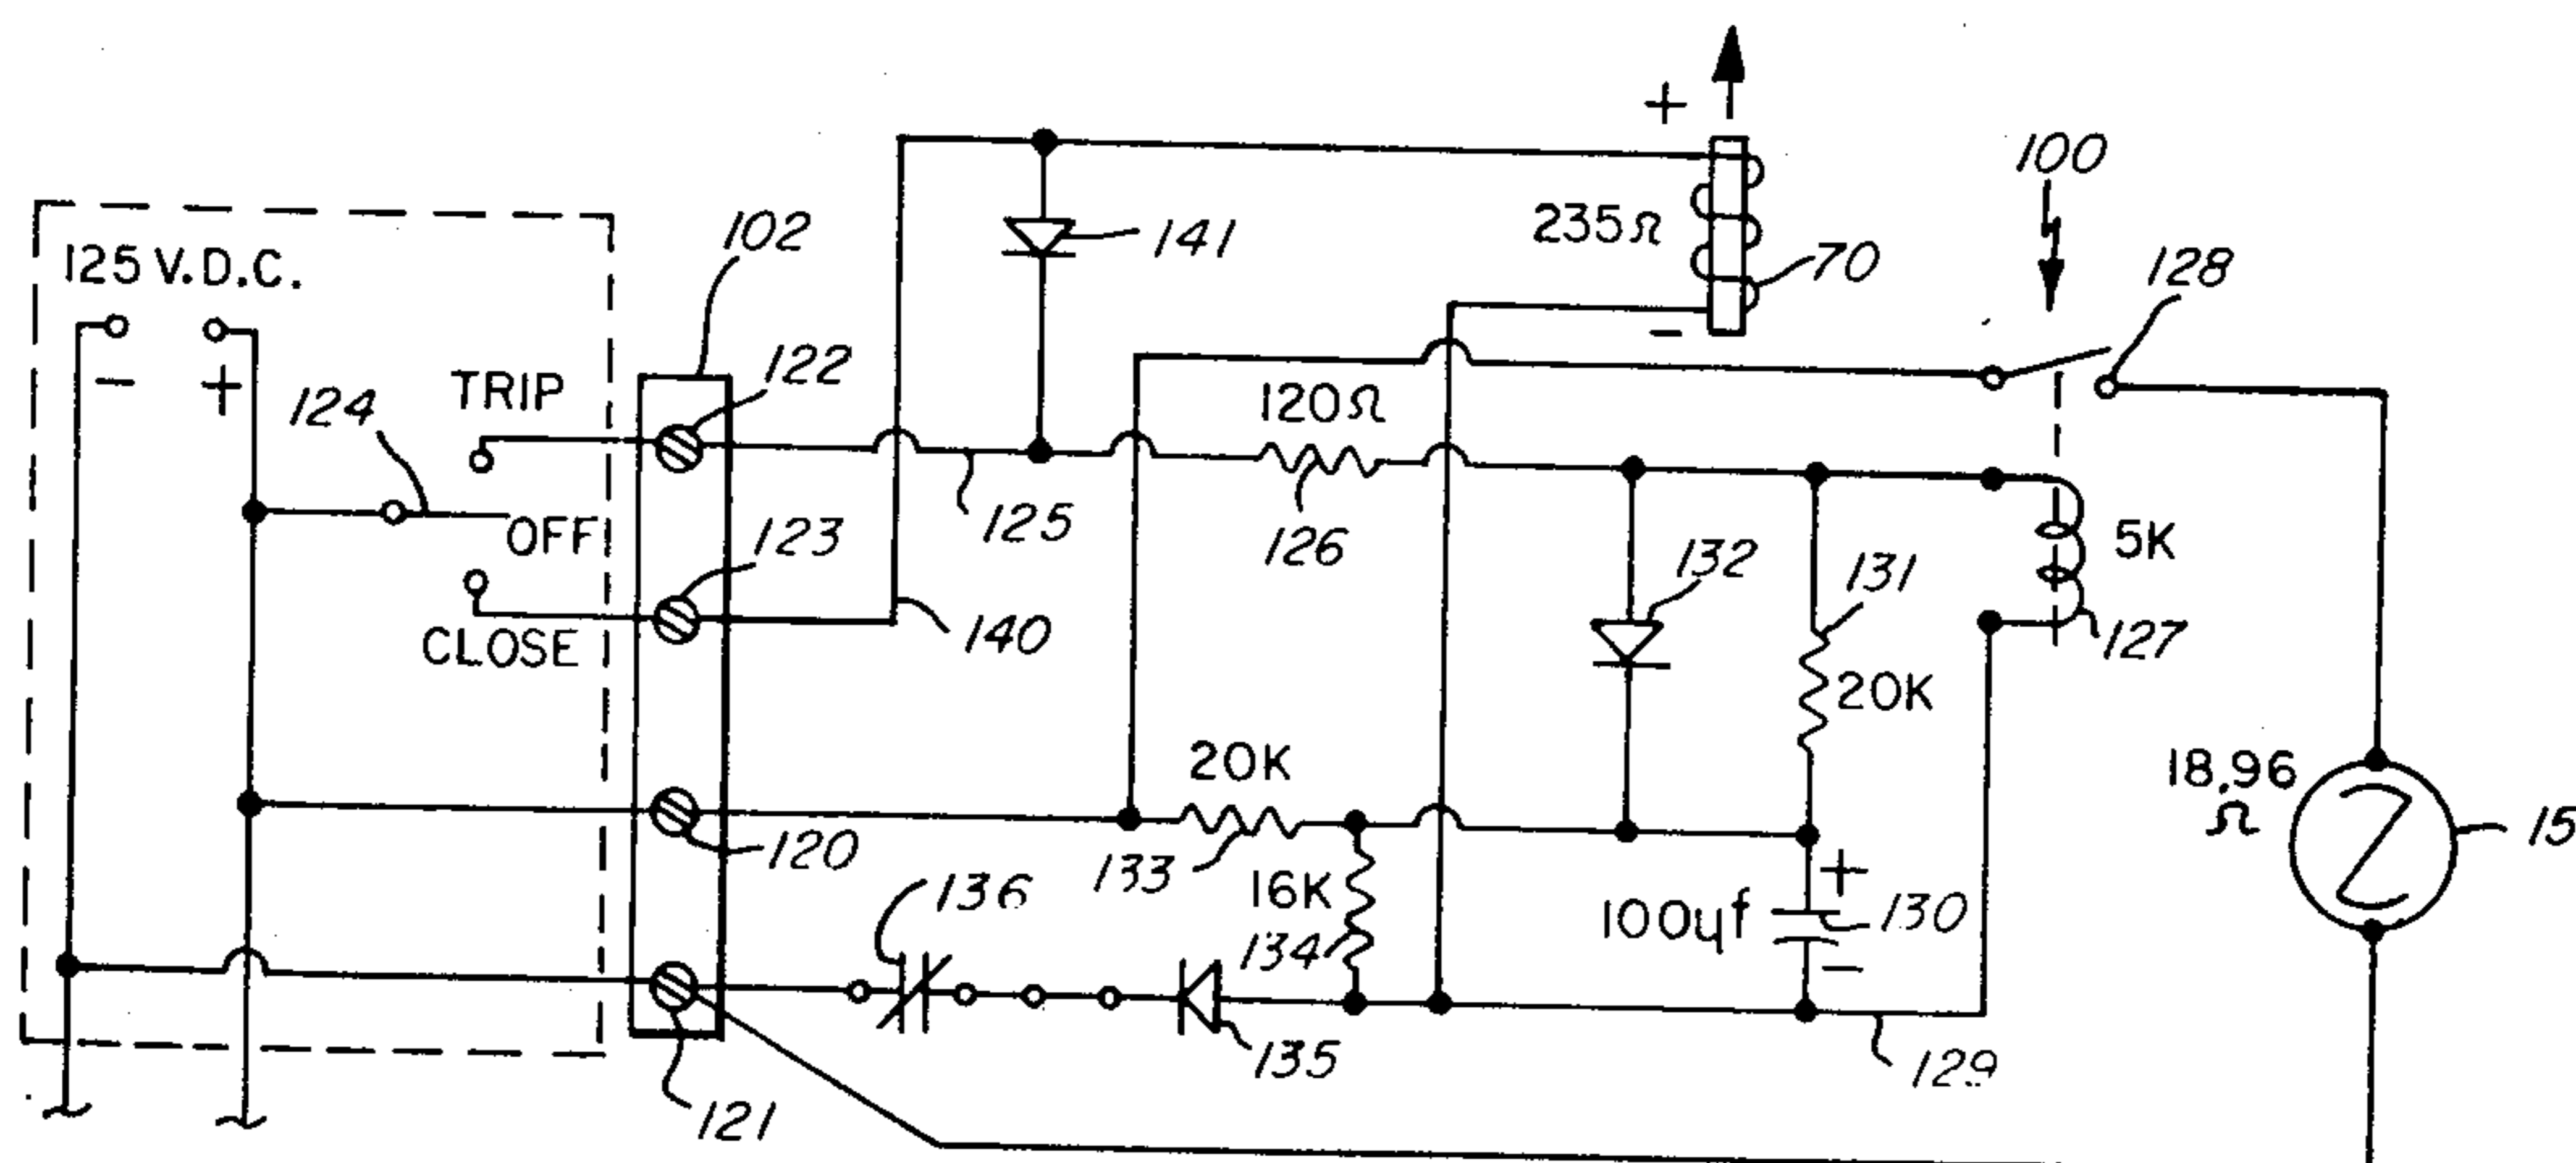 100
+
102
125 V.D.C.
235Ω
141
70
128
122
−
− +
TRIP
124
120Ω
OFF
123
125
126
132
131
5K
CLOSE
140
127
20K
20K
18.96
Ω
15
120
133
136
16K
134
100µf
+
130
−
135
129
121